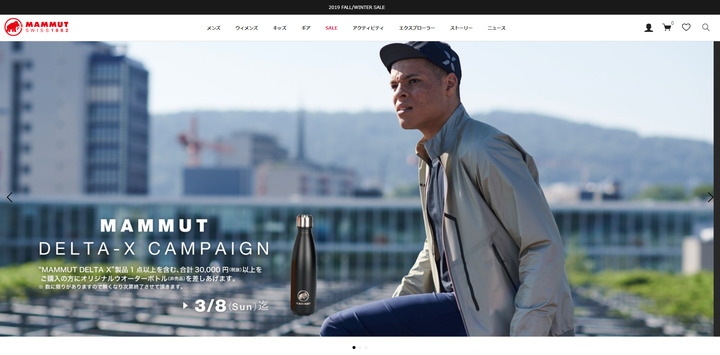 2019 FALL/WINTER SALE
MAMMUT
SWISS 1862
メンズ ウィメンズ キッズ ギア SALE アクティビティ エクスプローラー ストーリー ニュース
0
MAMMUT
DELTA-X CAMPAIGN
"MAMMUT DELTA X"製品1点以上を含む、合計30,000円(税抜)以上を
ご購入の方にオリジナルウオーターボトル(非売品)を差しあげます。
※ 数に限りがありますので無くなり次第終了させて頂きます。
▶ 3/8(Sun)迄
MAMMUT